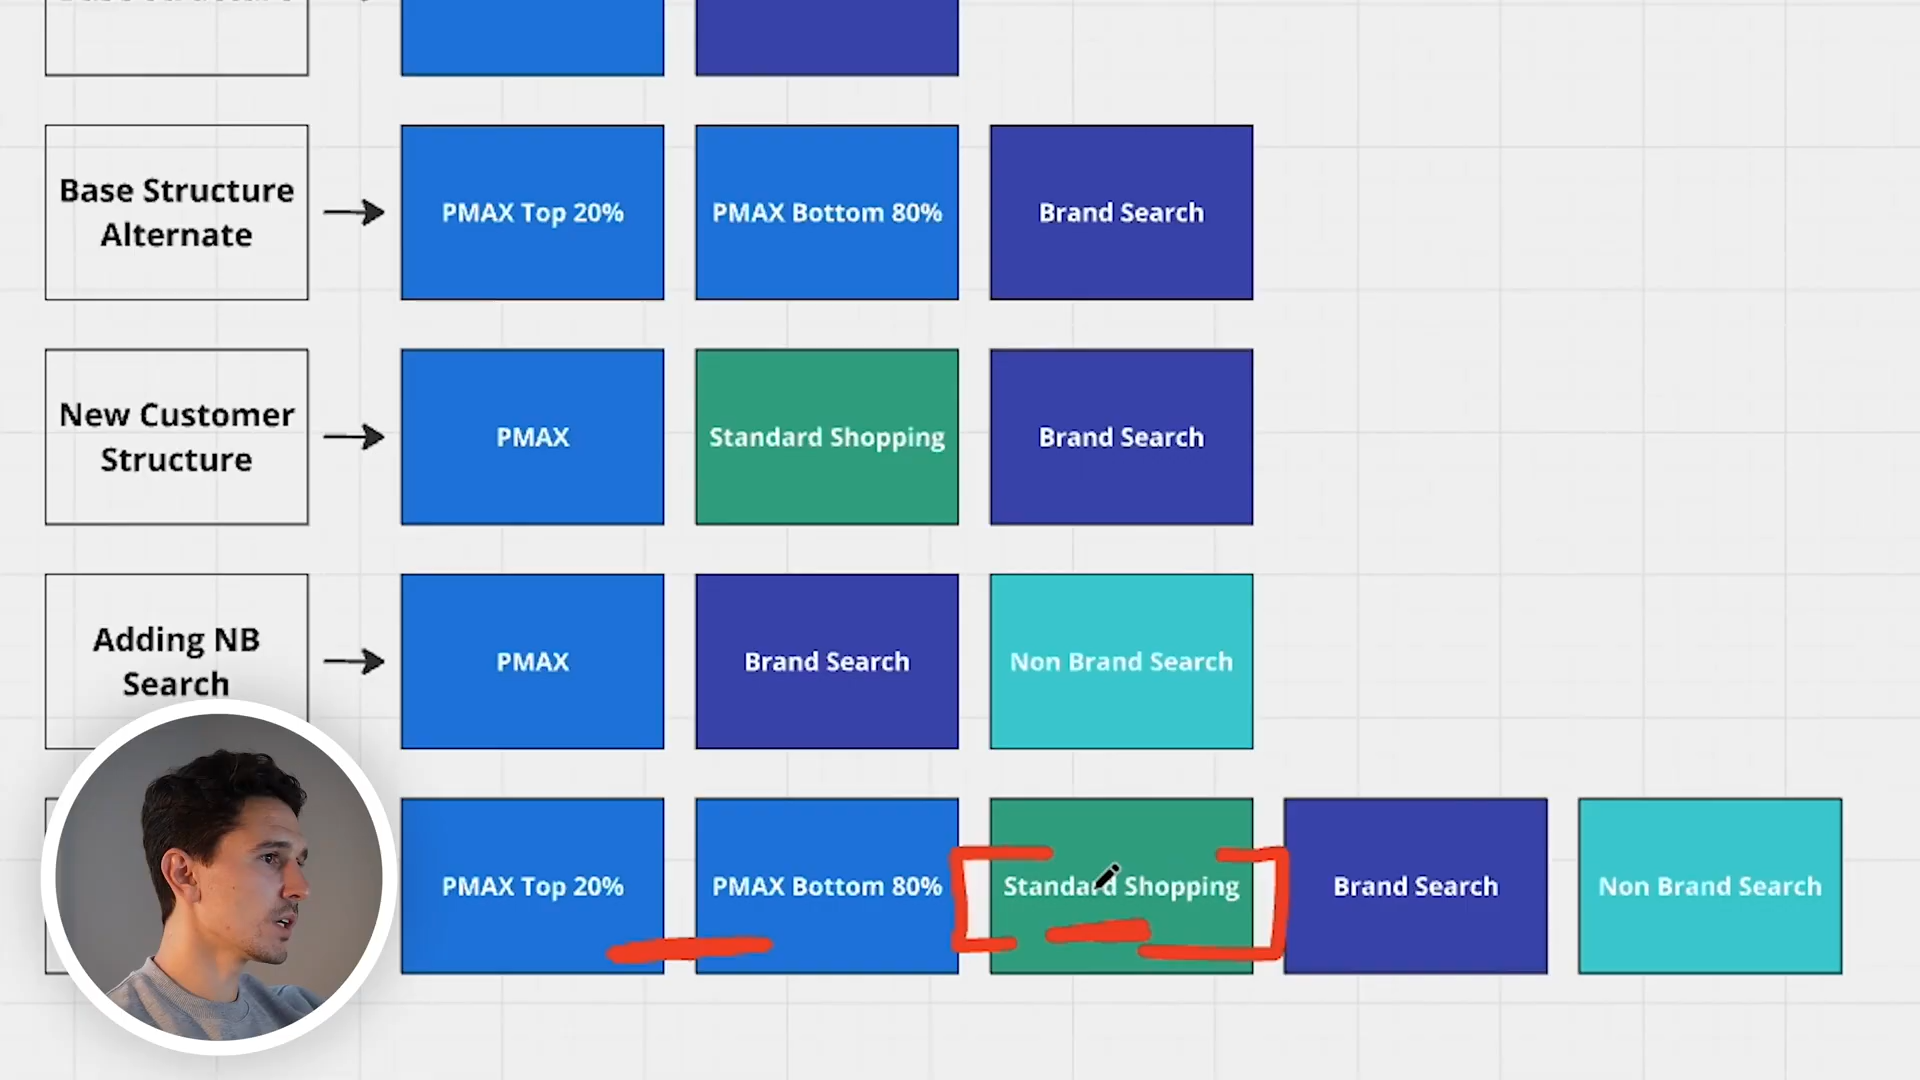 Base Structure
Alternate
PMAX Top 20%
PMAX Bottom 80%
Brand Search
New Customer
Structure
PMAX
Standard Shopping
Brand Search
Adding NB
Search
PMAX
Brand Search
Non Brand Search
PMAX Top 20%
PMAX Bottom 80%
Standard Shopping
Brand Search
Non Brand Search